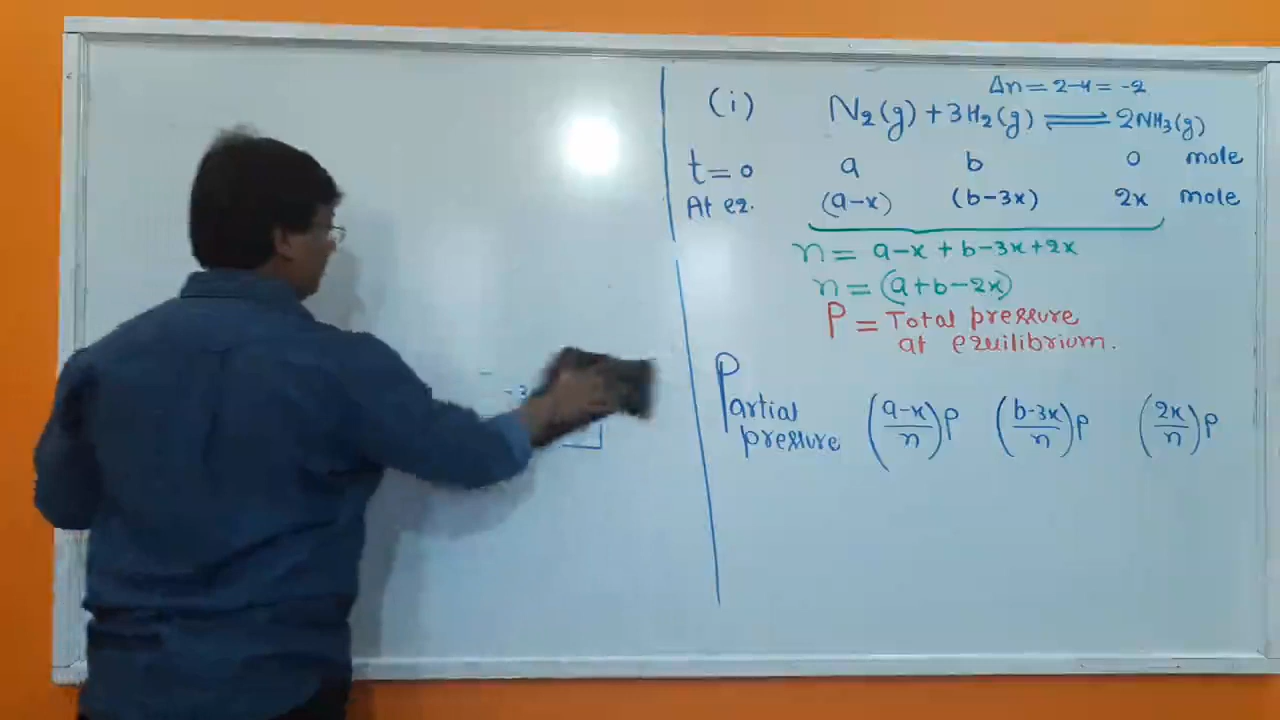 Δn = 2-4 = -2
(i) N₂(g) + 3H₂(g) ⇌ 2NH₃(g)
t=0 a b 0 mole
At eq. (a-x) (b-3x) 2x mole
n = a-x + b-3x+2x
n = (a+b-2x)
P = Total pressure
at equilibrium.
Partial
pressure ((a-x)/n)P ((b-3x)/n)P (2x/n)P